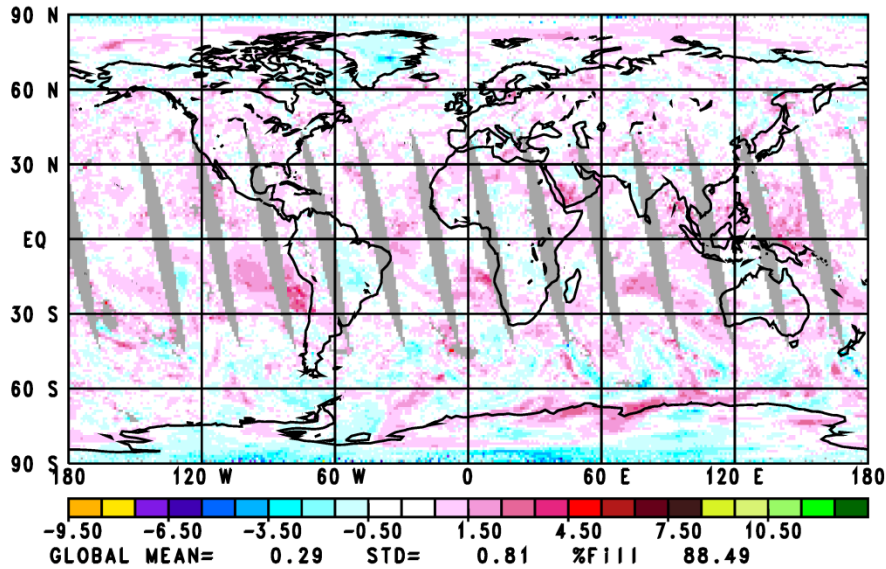 90 N
60 N
30 N
EQ
30 S
60 S
90 S
180 120 W 60 W 0 60 E 120 E 180
-9.50 -6.50 -3.50 -0.50 1.50 4.50 7.50 10.50
GLOBAL MEAN= 0.29 STD= 0.81 %Fill 88.49